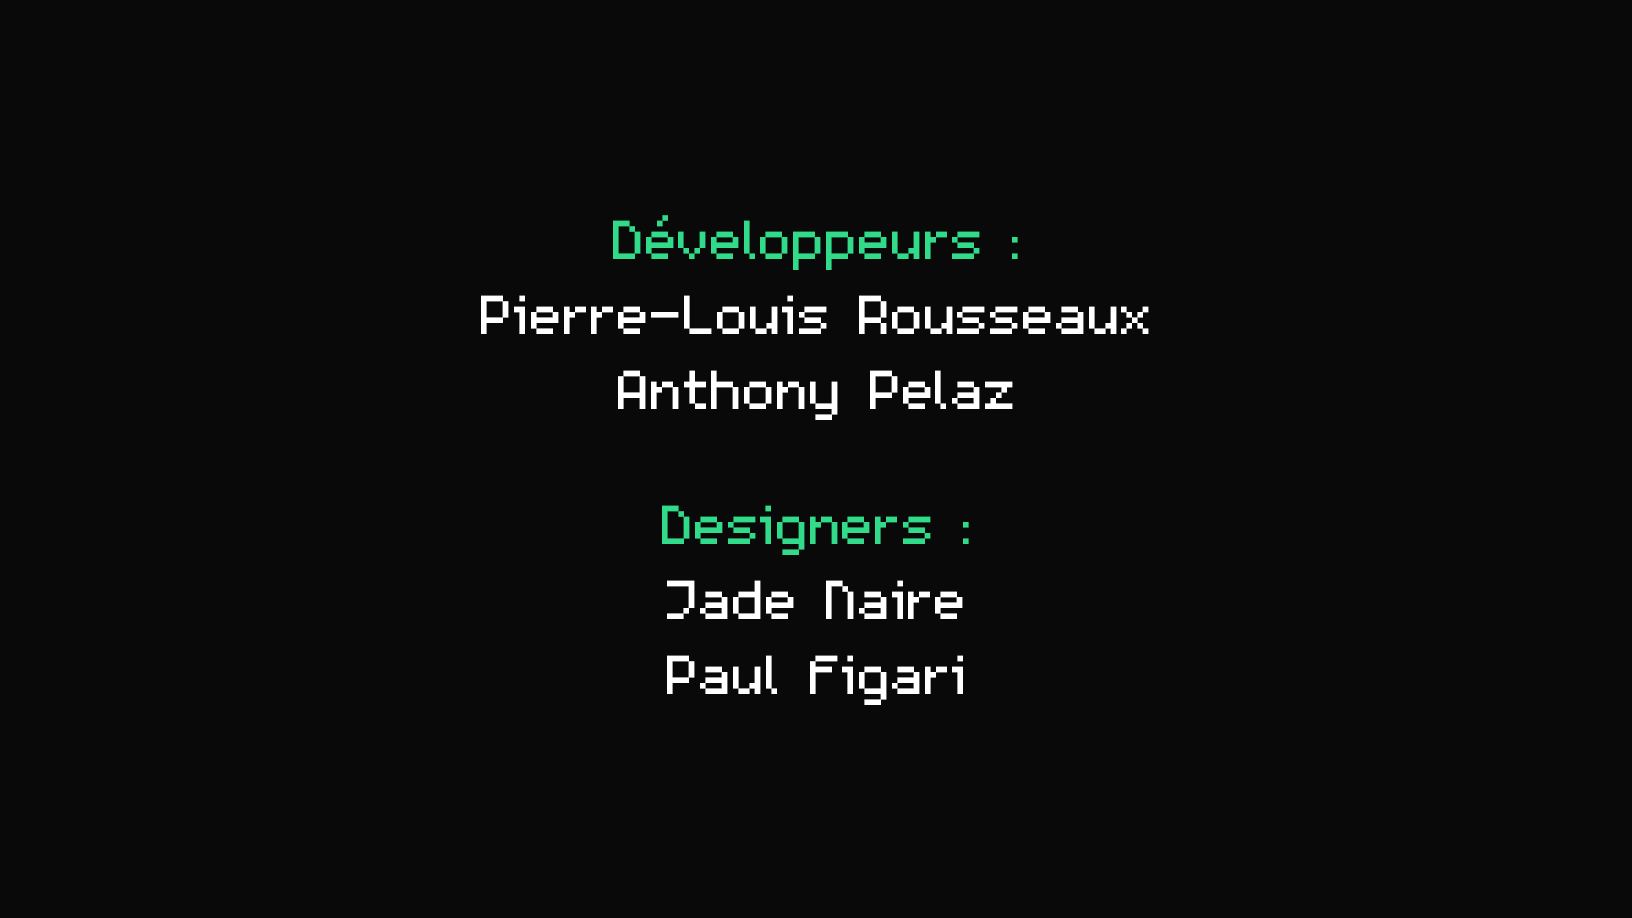 Développeurs :
Pierre-Louis Rousseaux
Anthony Pelaz
Designers :
Jade Naire
Paul Figari